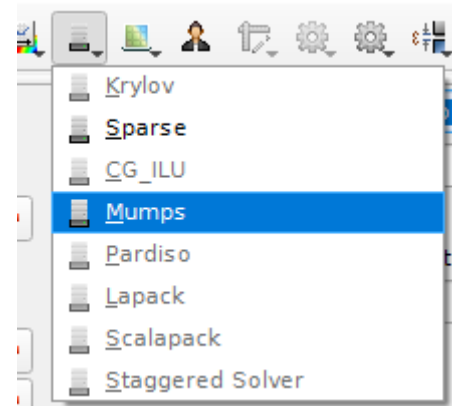 Krylov
Sparse
CG_ILU
Mumps
Pardiso
Lapack
Scalapack
Staggered Solver